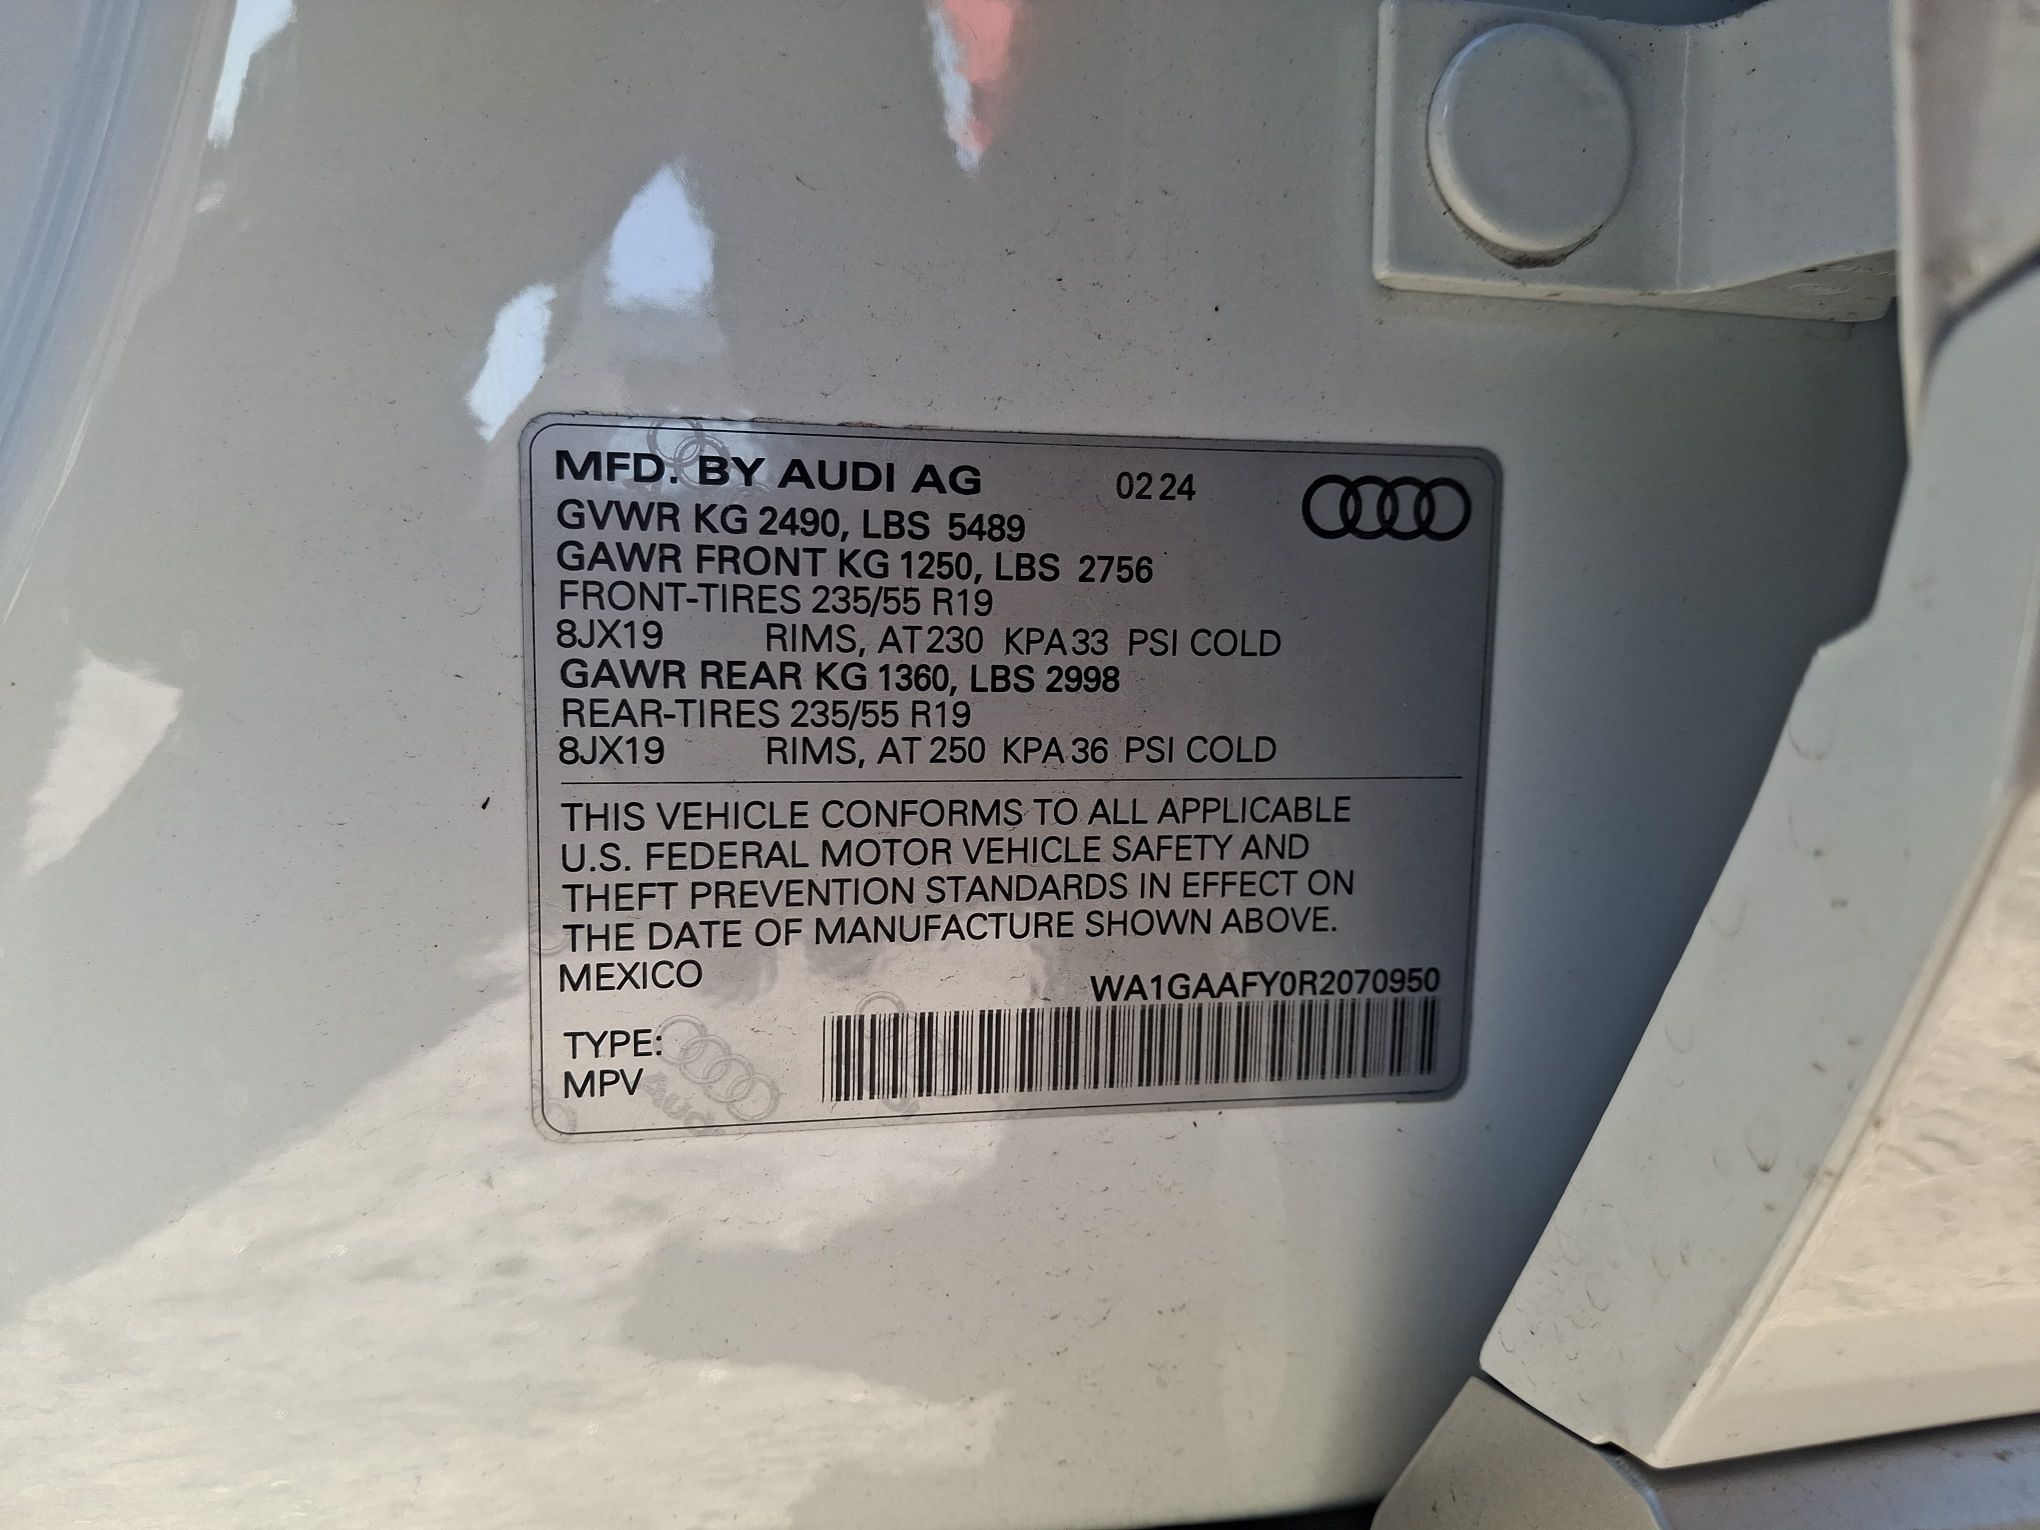 MFD. BY AUDI AG 02 24
GVWR KG 2490, LBS 5489
GAWR FRONT KG 1250, LBS 2756
FRONT-TIRES 235/55 R19
8JX19 RIMS, AT 230 KPA 33 PSI COLD
GAWR REAR KG 1360, LBS 2998
REAR-TIRES 235/55 R19
8JX19 RIMS, AT 250 KPA 36 PSI COLD
THIS VEHICLE CONFORMS TO ALL APPLICABLE
U.S. FEDERAL MOTOR VEHICLE SAFETY AND
THEFT PREVENTION STANDARDS IN EFFECT ON
THE DATE OF MANUFACTURE SHOWN ABOVE.
MEXICO WA1GAAFY0R2070950
TYPE:
MPV
Audi